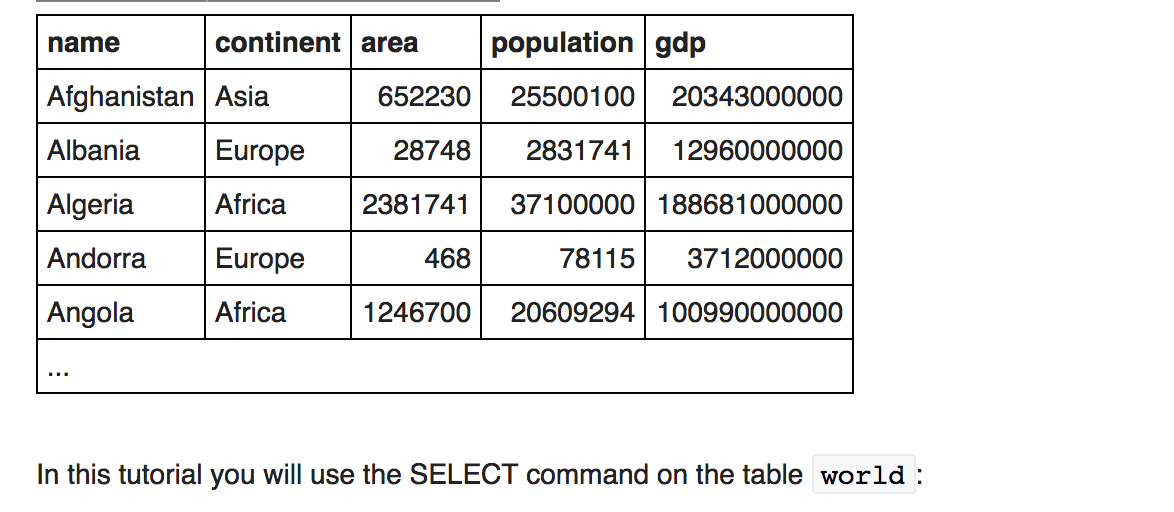 name continent area population gdp
Afghanistan Asia 652230 25500100 20343000000
Albania Europe 28748 2831741 12960000000
Algeria Africa 2381741 37100000 188681000000
Andorra Europe 468 78115 3712000000
Angola Africa 1246700 20609294 100990000000
...
In this tutorial you will use the SELECT command on the table world: